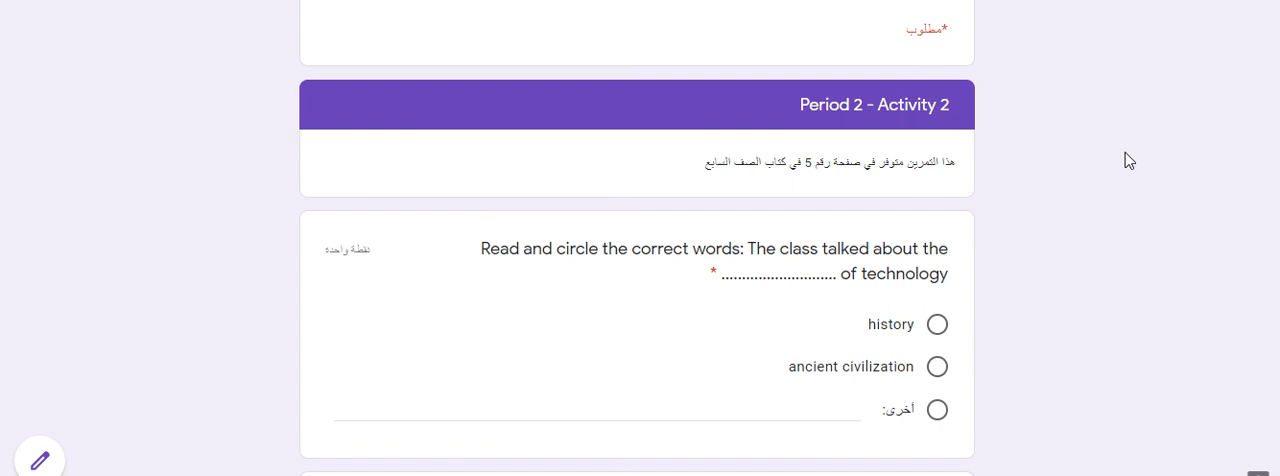 *مطلوب
Period 2 - Activity 2
هذا التمرين متوفر في صفحة رقم 5 في كتاب الصف السابع
نقطة واحدة
Read and circle the correct words: The class talked about the
* ............................ of technology
history
ancient civilization
أخرى: